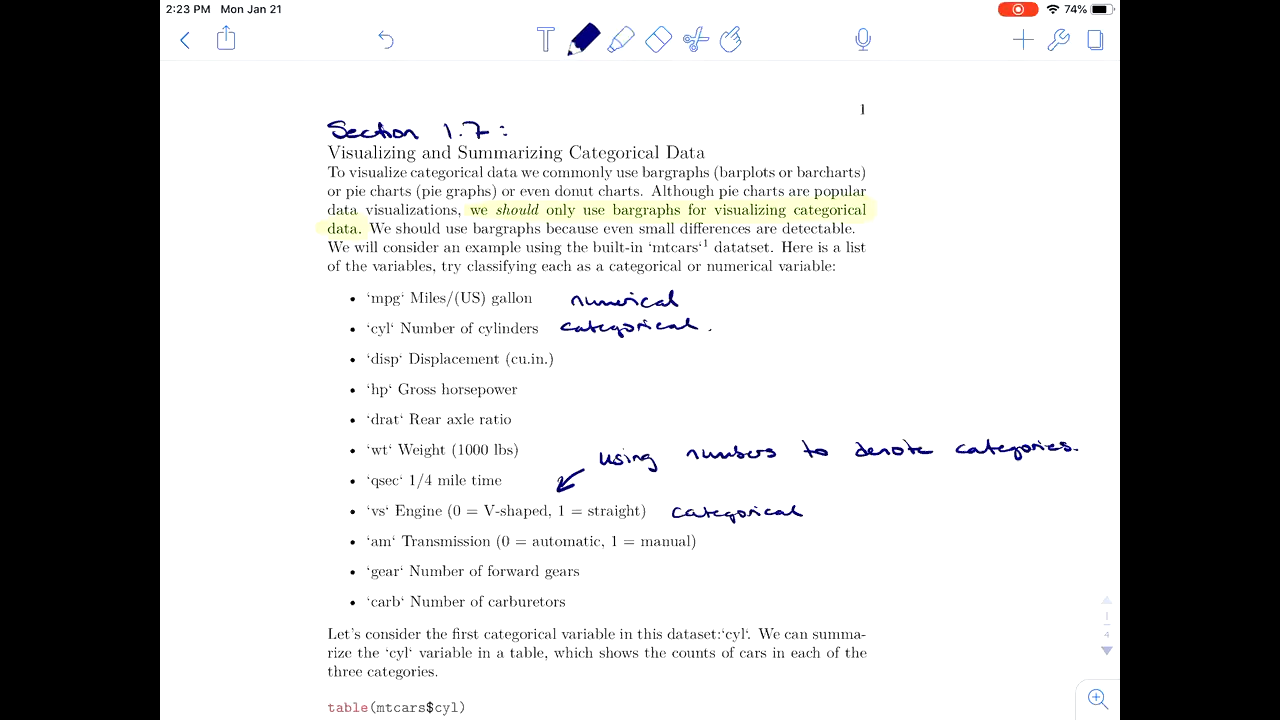 2:23 PM Mon Jan 21 74%
T
1
Section 1.7:
Visualizing and Summarizing Categorical Data
To visualize categorical data we commonly use bargraphs (barplots or barcharts)
or pie charts (pie graphs) or even donut charts. Although pie charts are popular
data visualizations, we should only use bargraphs for visualizing categorical
data. We should use bargraphs because even small differences are detectable.
We will consider an example using the built-in ‘mtcars‘1 datatset. Here is a list
of the variables, try classifying each as a categorical or numerical variable:
• ‘mpg‘ Miles/(US) gallon numerical
• ‘cyl‘ Number of cylinders categorical.
• ‘disp‘ Displacement (cu.in.)
• ‘hp‘ Gross horsepower
• ‘drat‘ Rear axle ratio
• ‘wt‘ Weight (1000 lbs) using numbers to denote categories.
• ‘qsec‘ 1/4 mile time
• ‘vs‘ Engine (0 = V-shaped, 1 = straight) categorical
• ‘am‘ Transmission (0 = automatic, 1 = manual)
• ‘gear‘ Number of forward gears
• ‘carb‘ Number of carburetors
1
4
Let's consider the first categorical variable in this dataset:‘cyl‘. We can summa-
rize the ‘cyl‘ variable in a table, which shows the counts of cars in each of the
three categories.
table(mtcars$cyl)